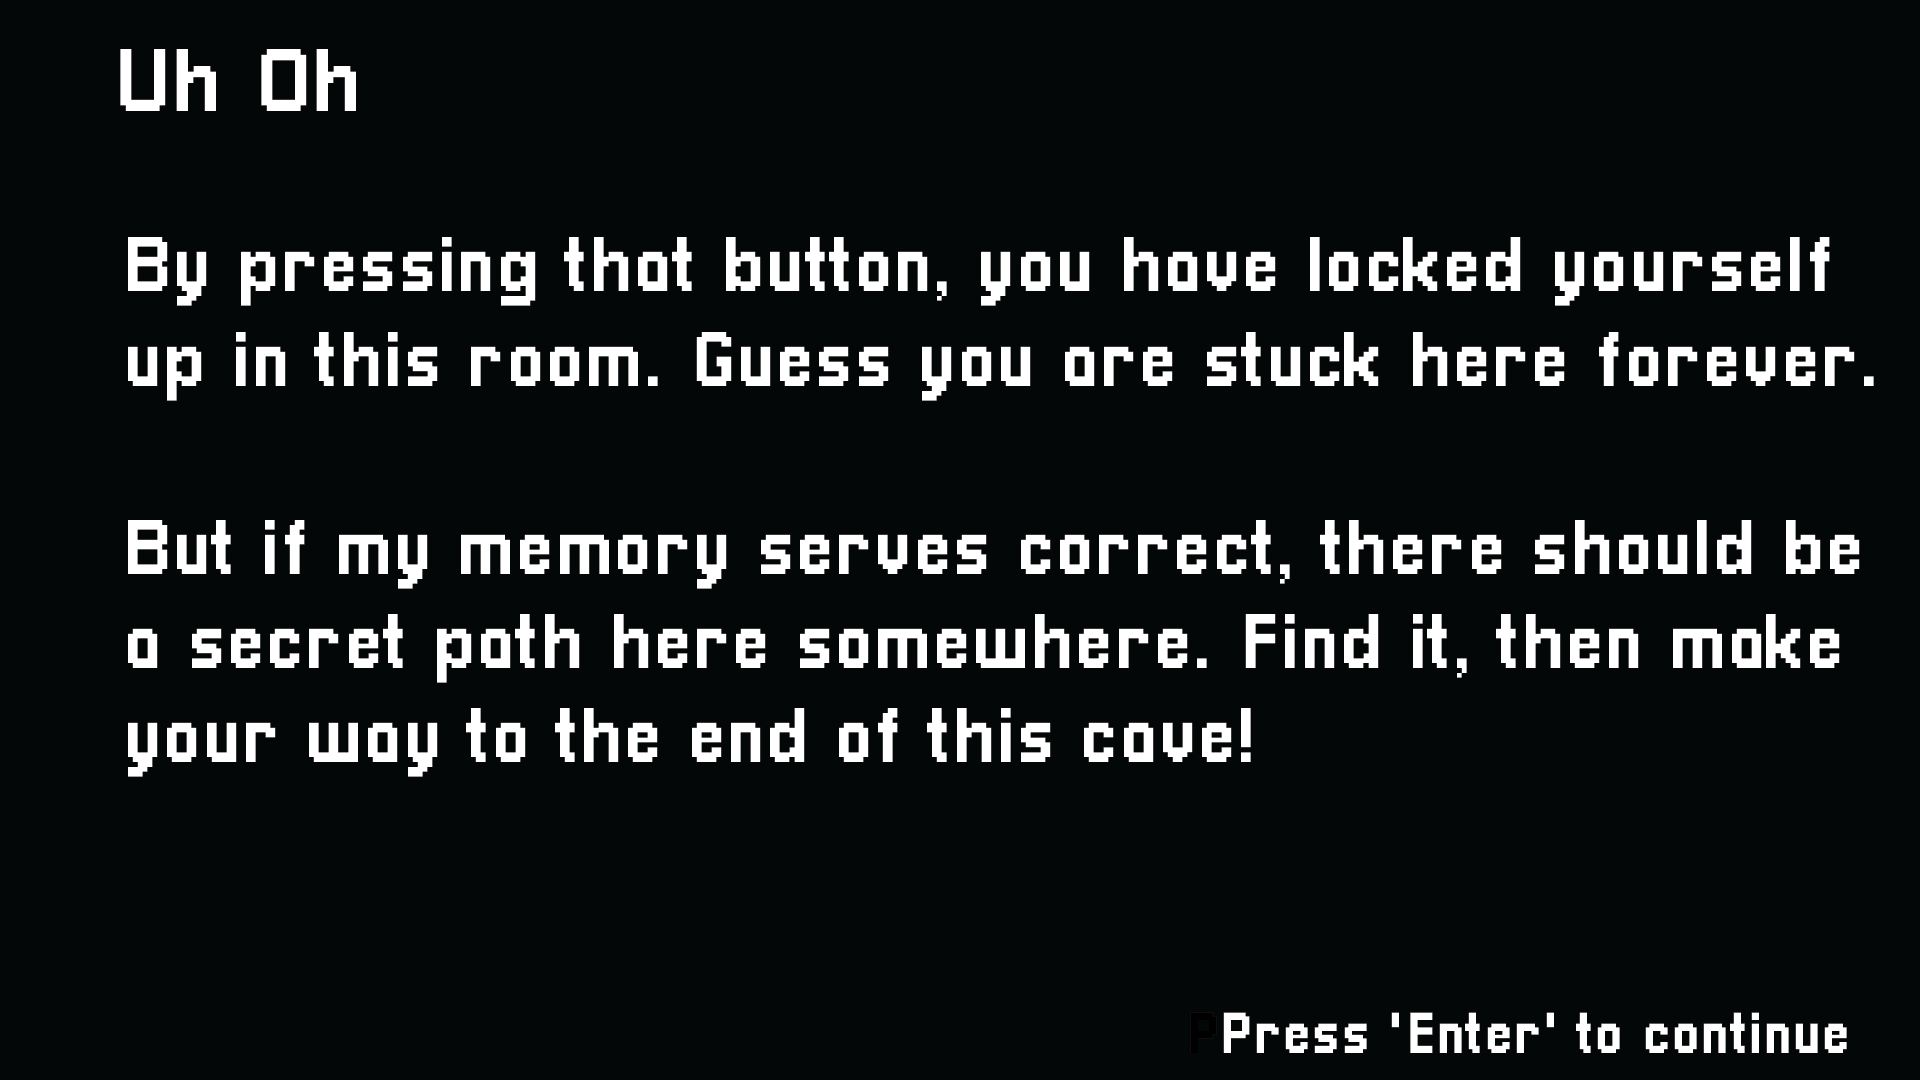 Uh Oh
By pressing that button, you have locked yourself
up in this room. Guess you are stuck here forever.
But if my memory serves correct, there should be
a secret path here somewhere. Find it, then make
your way to the end of this cave!
PPress 'Enter' to continue